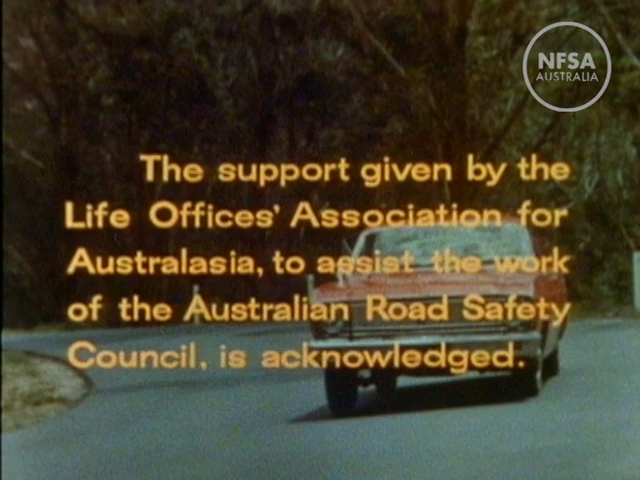 NFSA
AUSTRALIA
The support given by the
Life Offices' Association for
Australasia, to assist the work
of the Australian Road Safety
Council, is acknowledged.